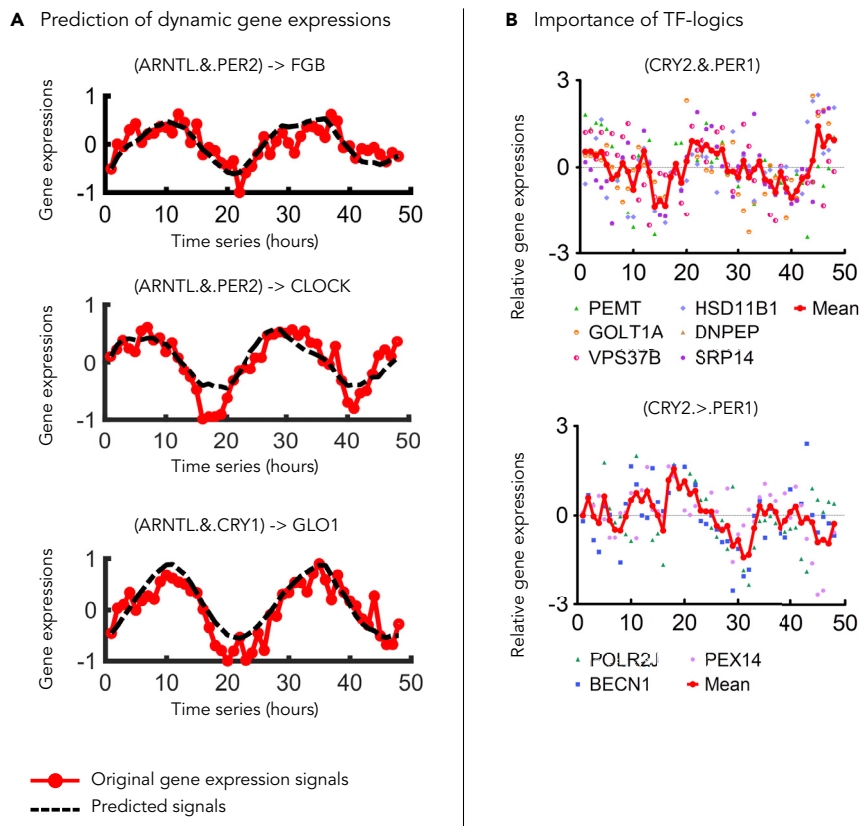 A Prediction of dynamic gene expressions
(ARNTL.&.PER2) -> FGB
Gene expressions
1
0
-1
0 10 20 30 40 50
Time series (hours)
(ARNTL.&.PER2) -> CLOCK
Gene expressions
1
0
-1
0 10 20 30 40 50
Time series (hours)
(ARNTL.&.CRY1) -> GLO1
Gene expressions
1
0
-1
0 10 20 30 40 50
Time series (hours)
Original gene expression signals
Predicted signals
B Importance of TF-logics
(CRY2.&.PER1)
Relative gene expressions
3
0
-3
0 10 20 30 40 50
PEMT HSD11B1 Mean
GOLT1A DNPEP
VPS37B SRP14
(CRY2.>.PER1)
Relative gene expressions
3
0
-3
0 10 20 30 40 50
POLR2J PEX14
BECN1 Mean